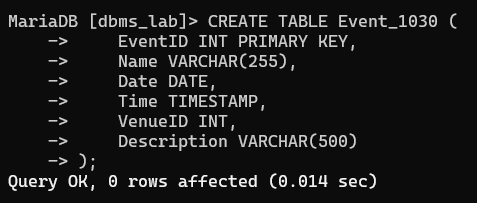 MariaDB [dbms_lab]> CREATE TABLE Event_1030 (
    ->     EventID INT PRIMARY KEY,
    ->     Name VARCHAR(255),
    ->     Date DATE,
    ->     Time TIMESTAMP,
    ->     VenueID INT,
    ->     Description VARCHAR(500)
    -> );
Query OK, 0 rows affected (0.014 sec)